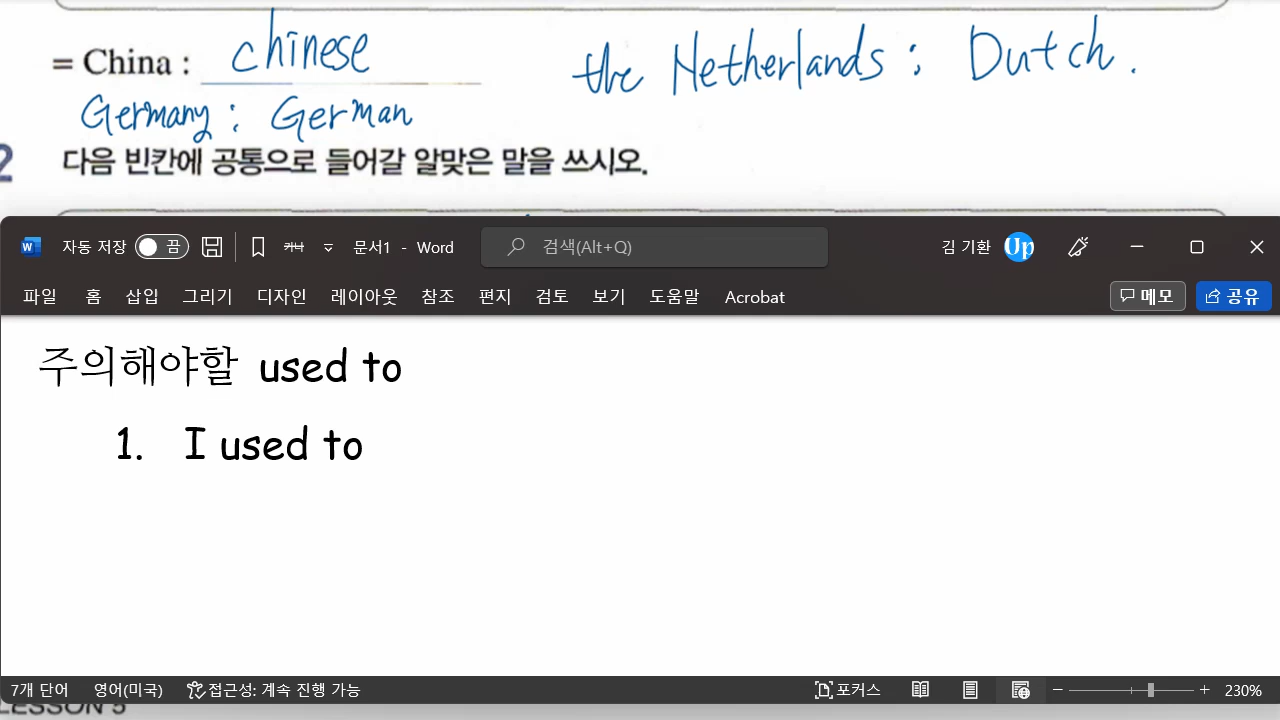 = China : chinese
the Netherlands : Dutch.
Germany : German
2 다음 빈칸에 공통으로 들어갈 알맞은 말을 쓰시오.
자동 저장 끔 문서1 - Word 검색(Alt+Q) 김 기환 Up
파일 홈 삽입 그리기 디자인 레이아웃 참조 편지 검토 보기 도움말 Acrobat 메모 공유
주의해야할 used to
1. I used to
7개 단어 영어(미국) 접근성: 계속 진행 가능 포커스 230%
LESSON 5